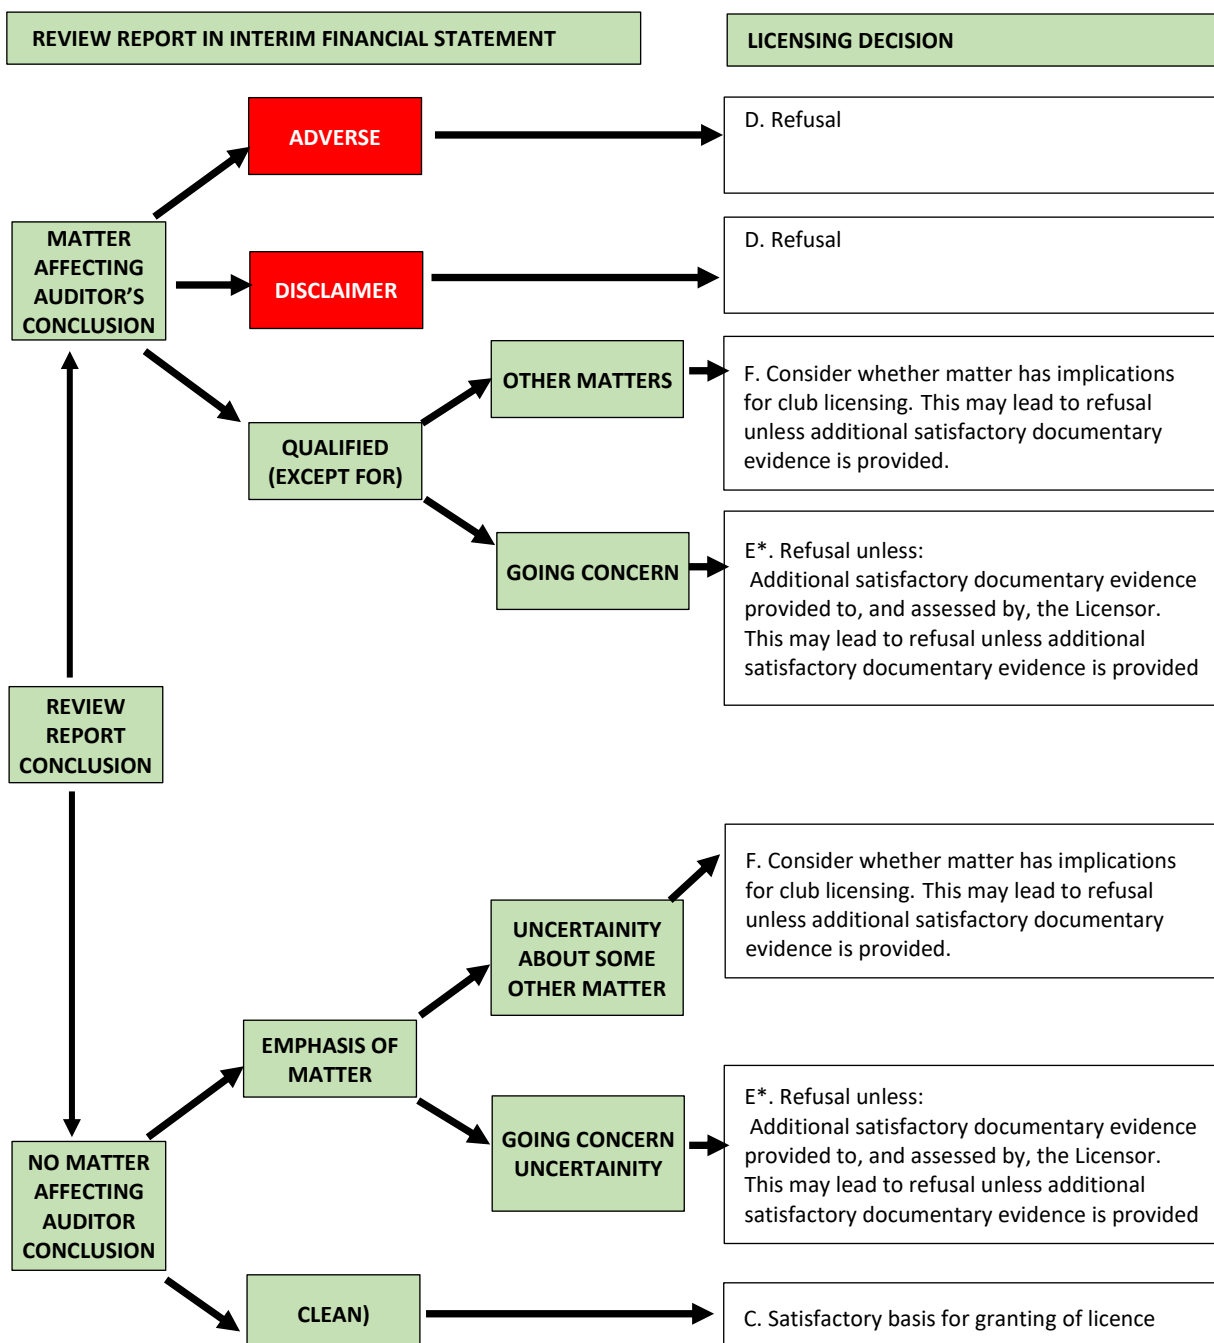 REVIEW REPORT IN INTERIM FINANCIAL STATEMENT
LICENSING DECISION
ADVERSE
D. Refusal
MATTER
AFFECTING
AUDITOR’S
CONCLUSION
DISCLAIMER
D. Refusal
OTHER MATTERS
F. Consider whether matter has implications
for club licensing. This may lead to refusal
unless additional satisfactory documentary
evidence is provided.
QUALIFIED
(EXCEPT FOR)
GOING CONCERN
E*. Refusal unless:
Additional satisfactory documentary evidence
provided to, and assessed by, the Licensor.
This may lead to refusal unless additional
satisfactory documentary evidence is provided
REVIEW
REPORT
CONCLUSION
UNCERTAINITY
ABOUT SOME
OTHER MATTER
F. Consider whether matter has implications
for club licensing. This may lead to refusal
unless additional satisfactory documentary
evidence is provided.
EMPHASIS OF
MATTER
GOING CONCERN
UNCERTAINITY
E*. Refusal unless:
Additional satisfactory documentary evidence
provided to, and assessed by, the Licensor.
This may lead to refusal unless additional
satisfactory documentary evidence is provided
NO MATTER
AFFECTING
AUDITOR
CONCLUSION
CLEAN)
C. Satisfactory basis for granting of licence